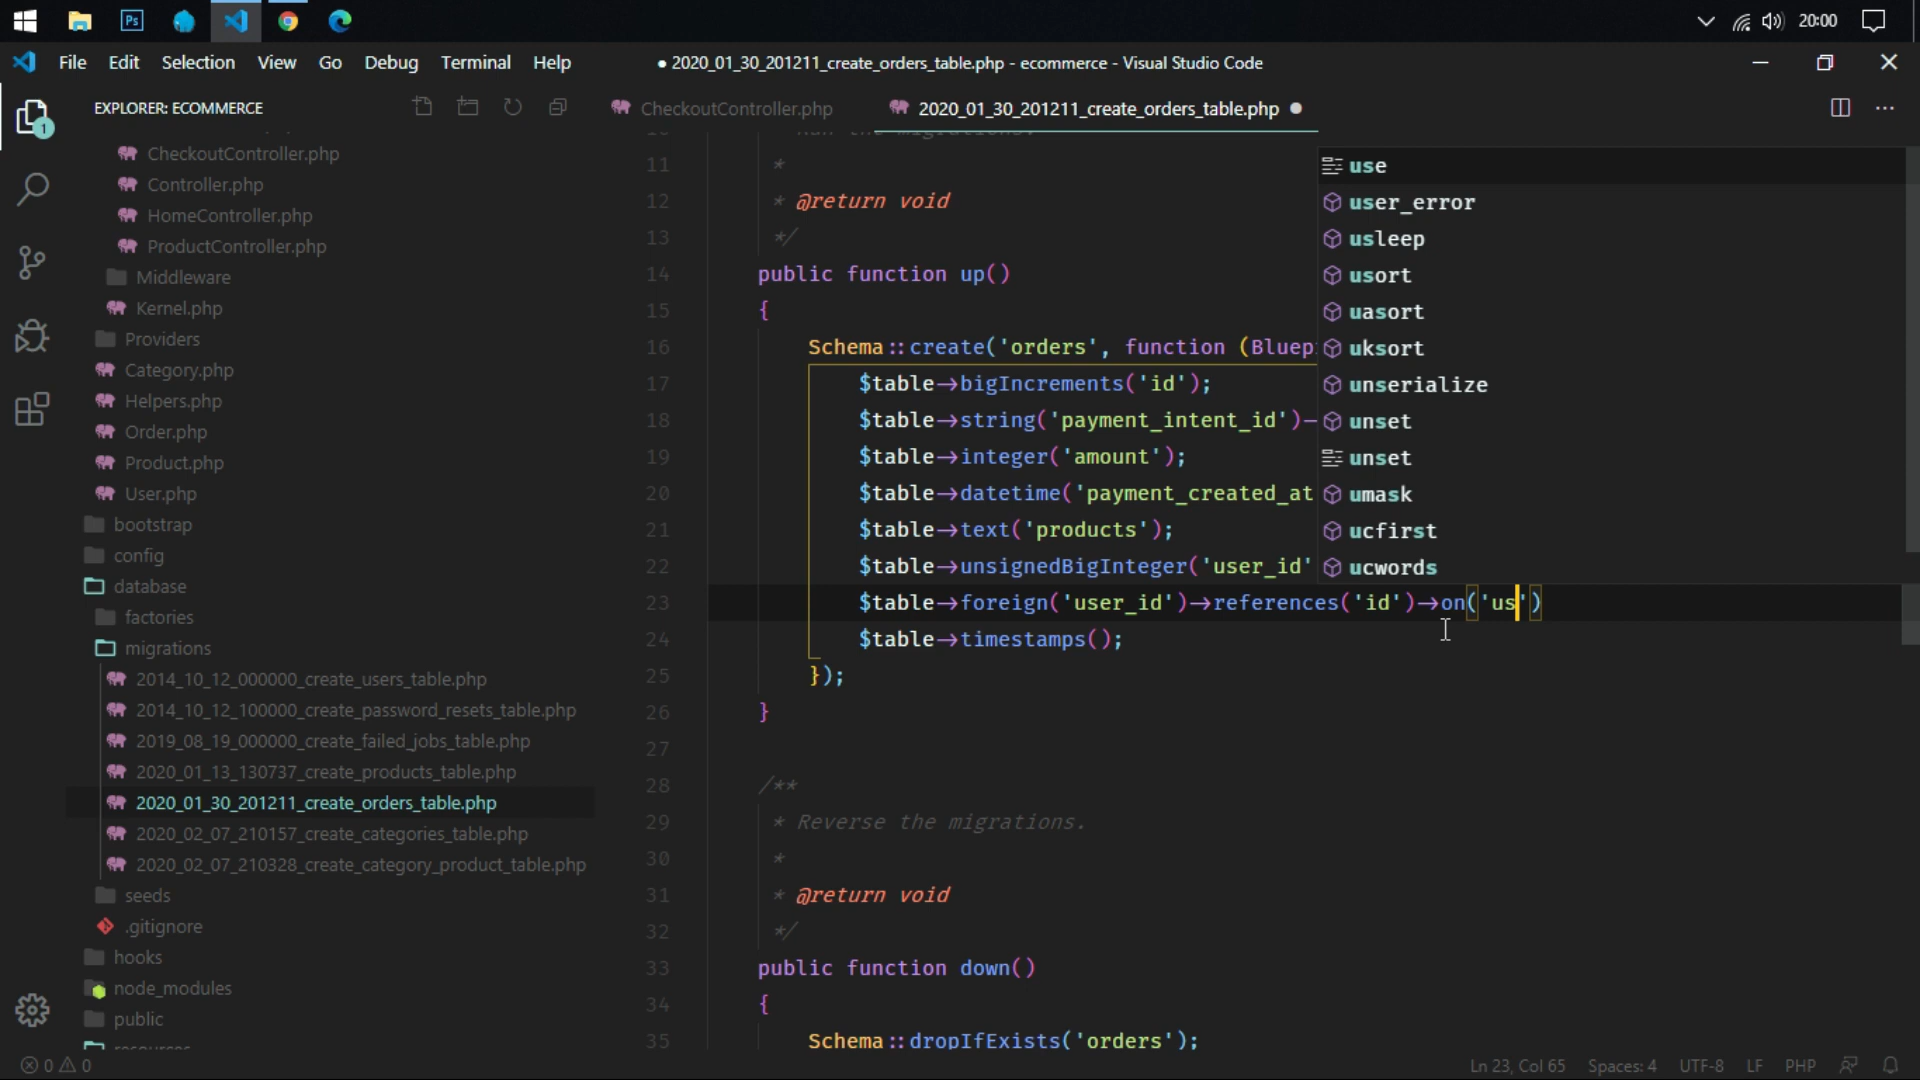 Ps
20:00
File Edit Selection View Go Debug Terminal Help
● 2020_01_30_201211_create_orders_table.php - ecommerce - Visual Studio Code
EXPLORER: ECOMMERCE
1
CheckoutController.php
Controller.php
HomeController.php
ProductController.php
Middleware
Kernel.php
Providers
Category.php
Helpers.php
Order.php
Product.php
User.php
bootstrap
config
database
factories
migrations
2014_10_12_000000_create_users_table.php
2014_10_12_100000_create_password_resets_table.php
2019_08_19_000000_create_failed_jobs_table.php
2020_01_13_130737_create_products_table.php
2020_01_30_201211_create_orders_table.php
2020_02_07_210157_create_categories_table.php
2020_02_07_210328_create_category_product_table.php
seeds
.gitignore
hooks
node_modules
public
resources
CheckoutController.php
2020_01_30_201211_create_orders_table.php ●
10 * Run the migrations.
11 *
12 * @return void
13 */
14 public function up()
15 {
16 Schema::create('orders', function (Bluep
17 $table->bigIncrements('id');
18 $table->string('payment_intent_id')-
19 $table->integer('amount');
20 $table->datetime('payment_created_at
21 $table->text('products');
22 $table->unsignedBigInteger('user_id'
23 $table->foreign('user_id')->references('id')->on('us')
24 $table->timestamps();
25 });
26 }
27
28 /**
29 * Reverse the migrations.
30 *
31 * @return void
32 */
33 public function down()
34 {
35 Schema::dropIfExists('orders');
use
user_error
usleep
usort
uasort
uksort
unserialize
unset
unset
umask
ucfirst
ucwords
0 0
Ln 23, Col 65 Spaces: 4 UTF-8 LF PHP